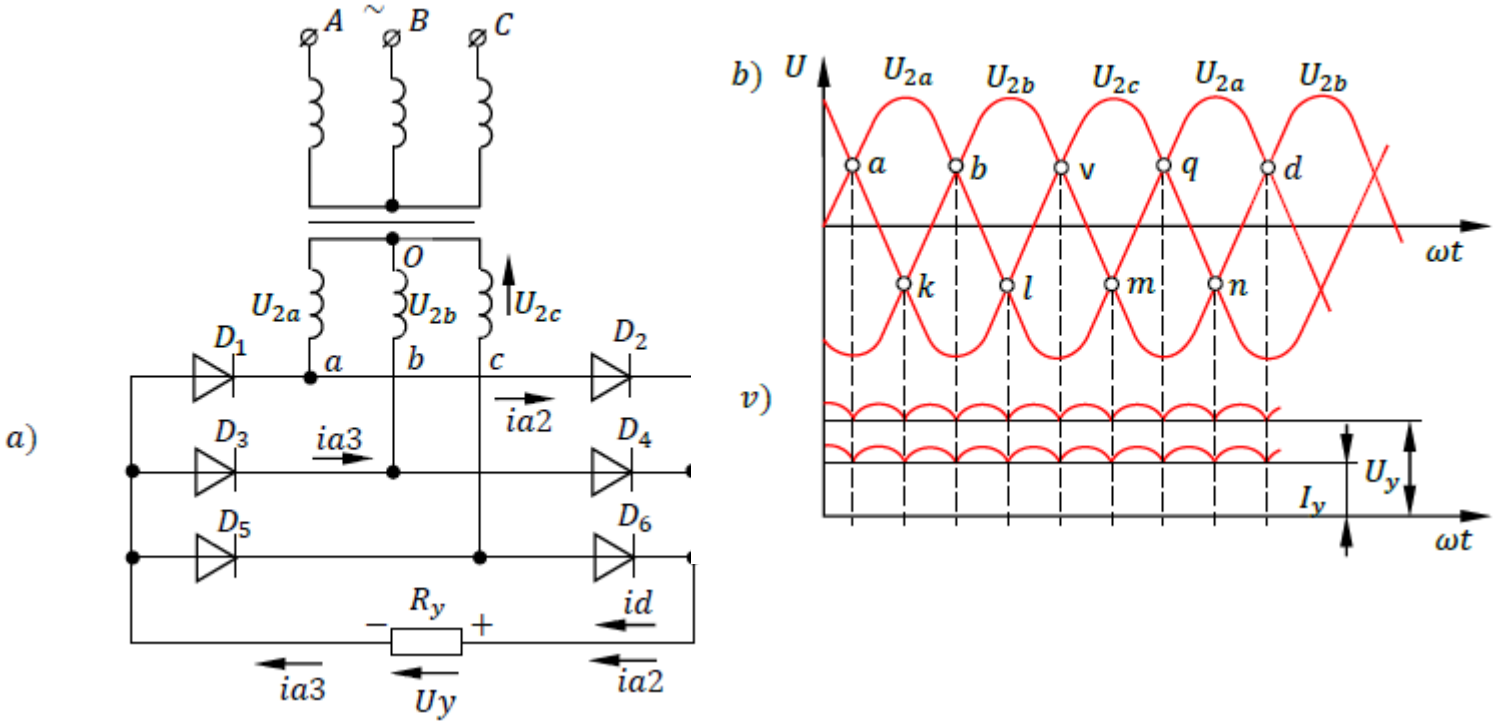 A ~ B C
O
U2a U2b U2c
D1 a b c D2
ia2
a) D3 ia3 D4
D5 D6
− Ry + id
ia3 Uy ia2
b) U U2a U2b U2c U2a U2b
a b v q d
ωt
k l m n
v)
Iy Uy
ωt